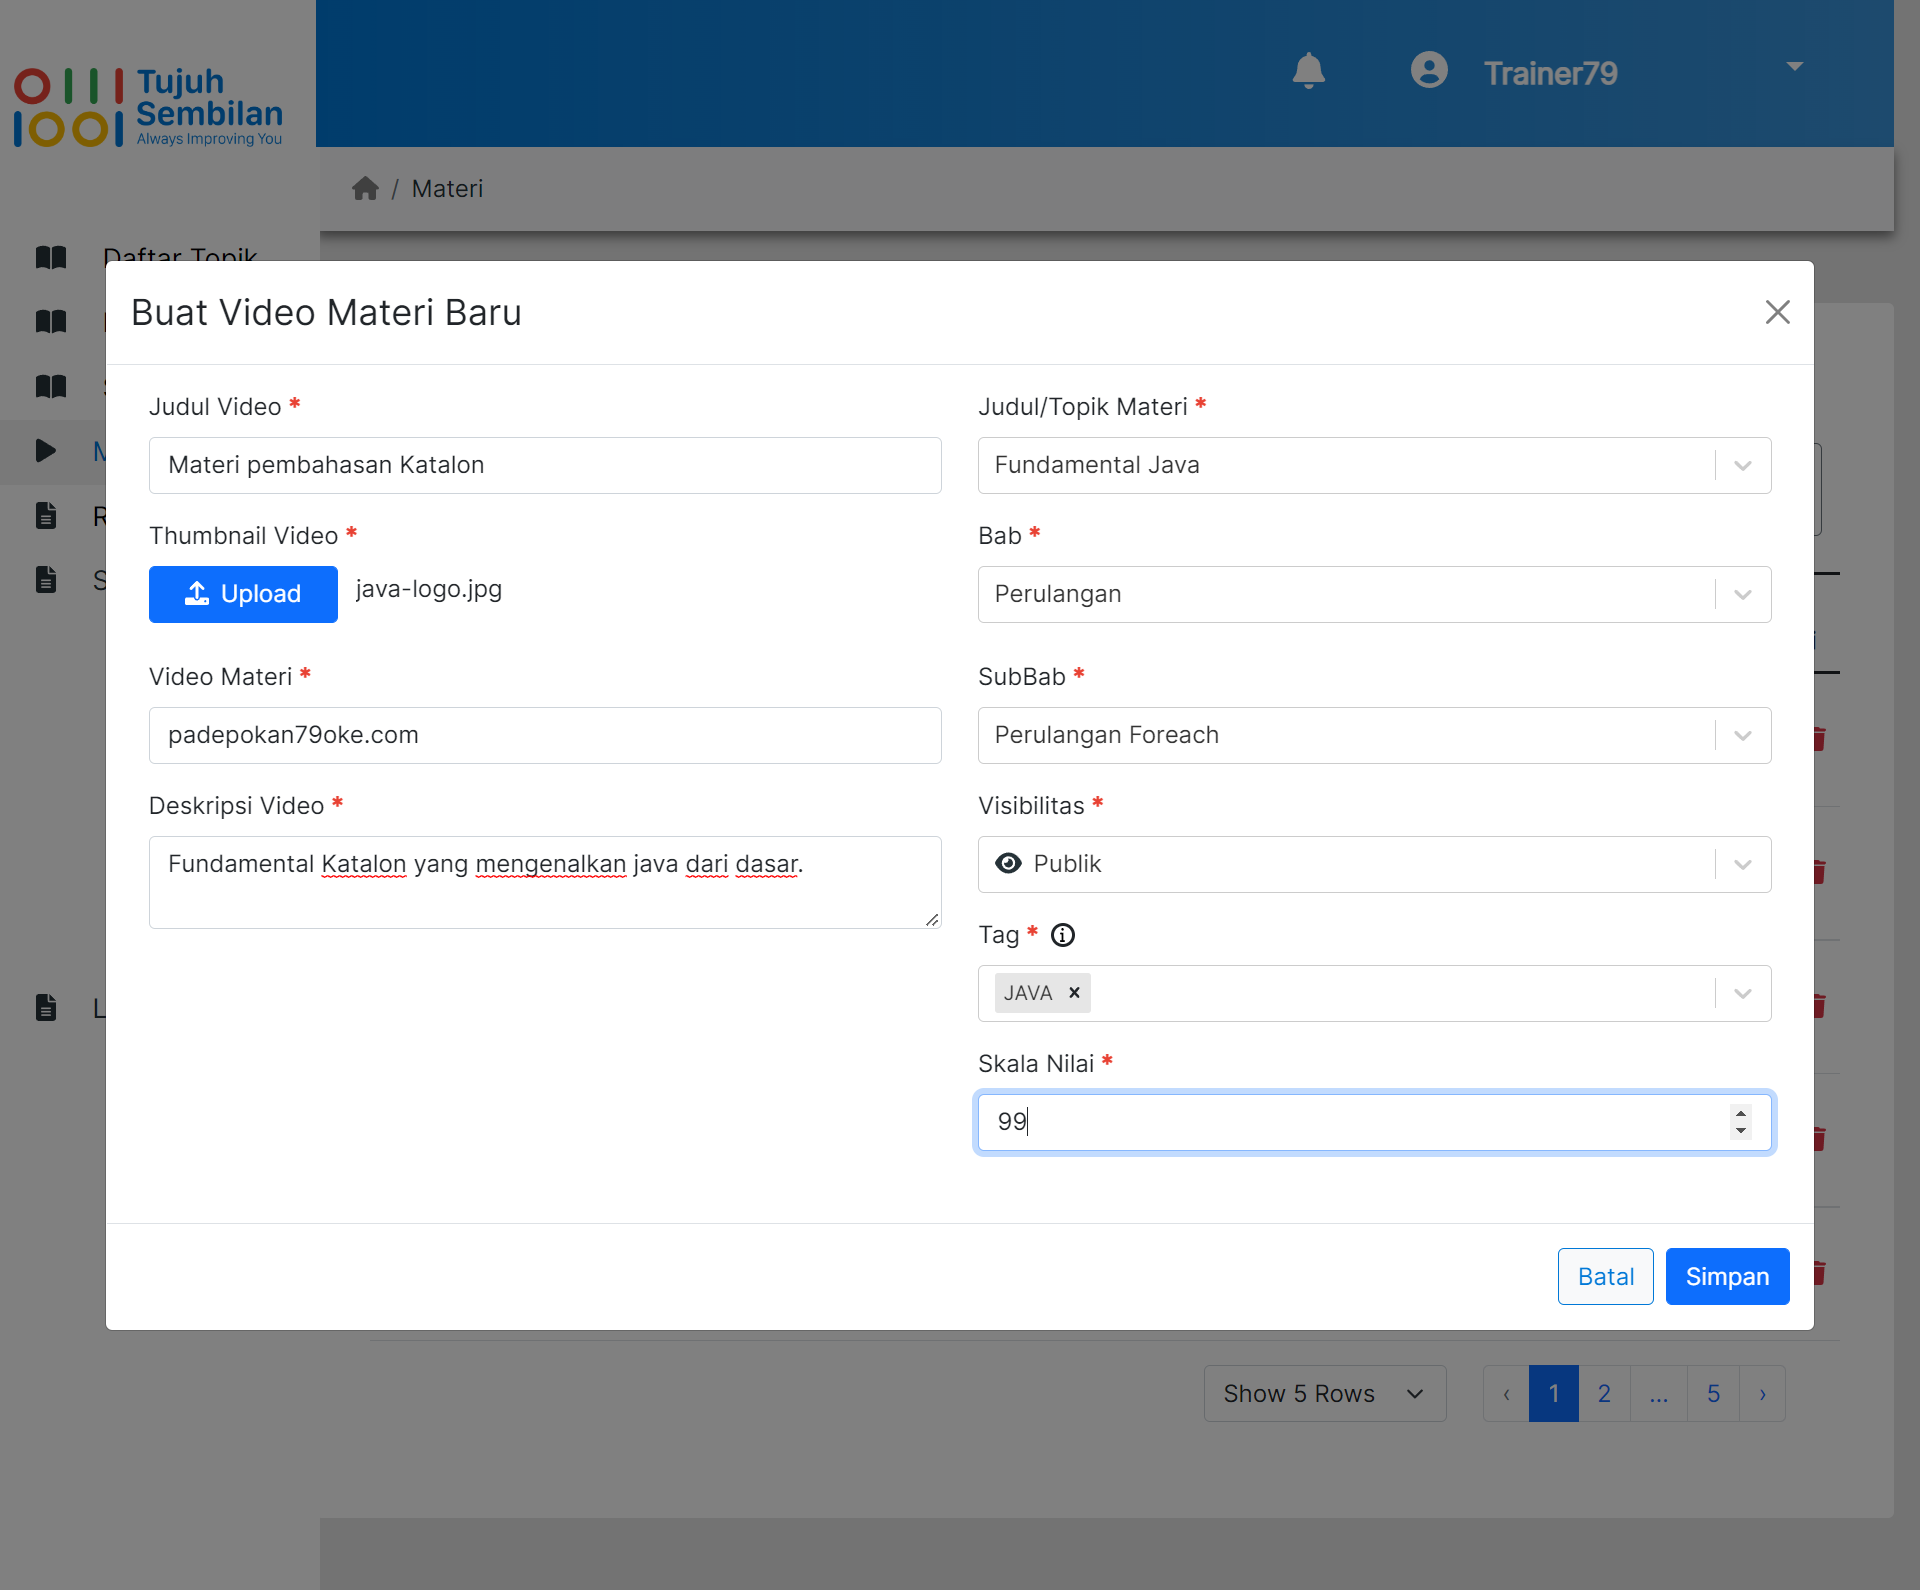 Tujuh
Sembilan
Always Improving You
Trainer79
/ Materi
Daftar Topik
Buat Video Materi Baru
Judul Video *
Materi pembahasan Katalon
Thumbnail Video *
Upload java-logo.jpg
Video Materi *
padepokan79oke.com
Deskripsi Video *
Fundamental Katalon yang mengenalkan java dari dasar.
Judul/Topik Materi *
Fundamental Java
Bab *
Perulangan
SubBab *
Perulangan Foreach
Visibilitas *
Publik
Tag *
JAVA
Skala Nilai *
99
Batal Simpan
Show 5 Rows ‹ 1 2 ... 5 ›